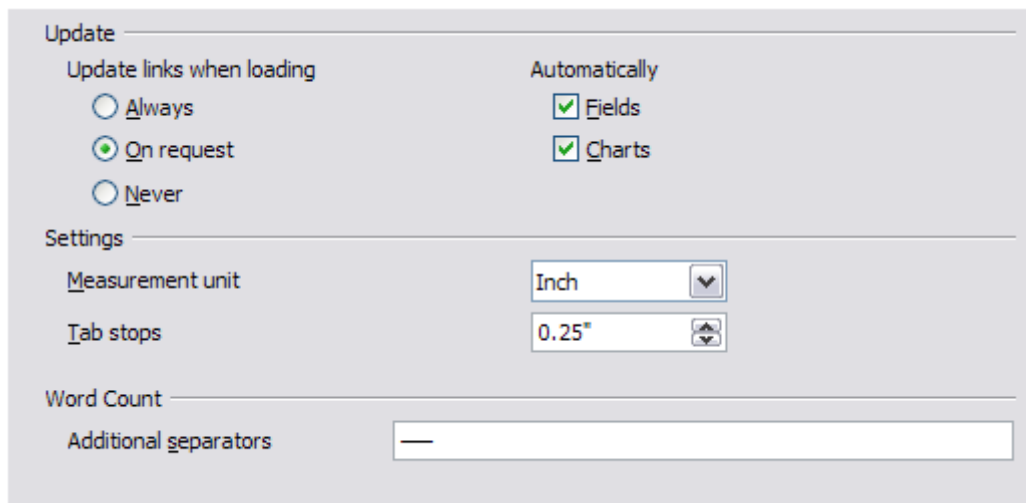 Update
Update links when loading
Automatically
Always
Fields
On request
Charts
Never
Settings
Measurement unit
Inch
Tab stops
0.25"
Word Count
Additional separators
—–